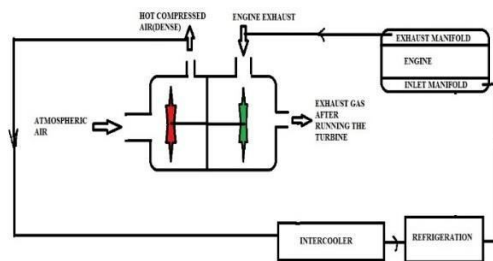 HOT COMPRESSED
AIR(DENSE)
ENGINE EXHAUST
EXHAUST MANIFOLD
ENGINE
INLET MANIFOLD
ATMOSPHERIC
AIR
EXHAUST GAS
AFTER
RUNNING THE
TURBINE
INTERCOOLER
REFRIGERATION